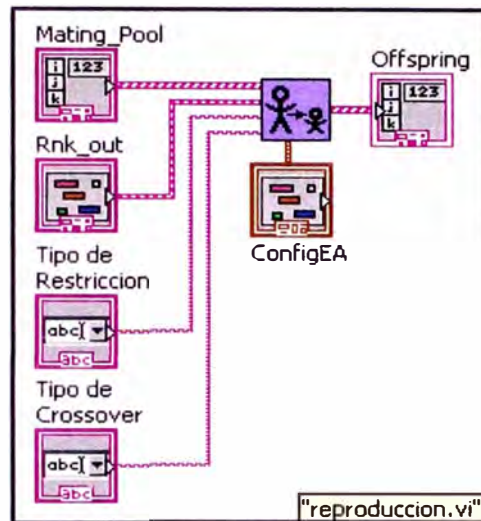 Mating_Pool
i
j
k
123
Offspring
i
j
k
123
Rnk_out
ConfigEA
Tipo de
Restriccion
abc
abc
Tipo de
Crossover
abc
abc
"reproduccion.vi"